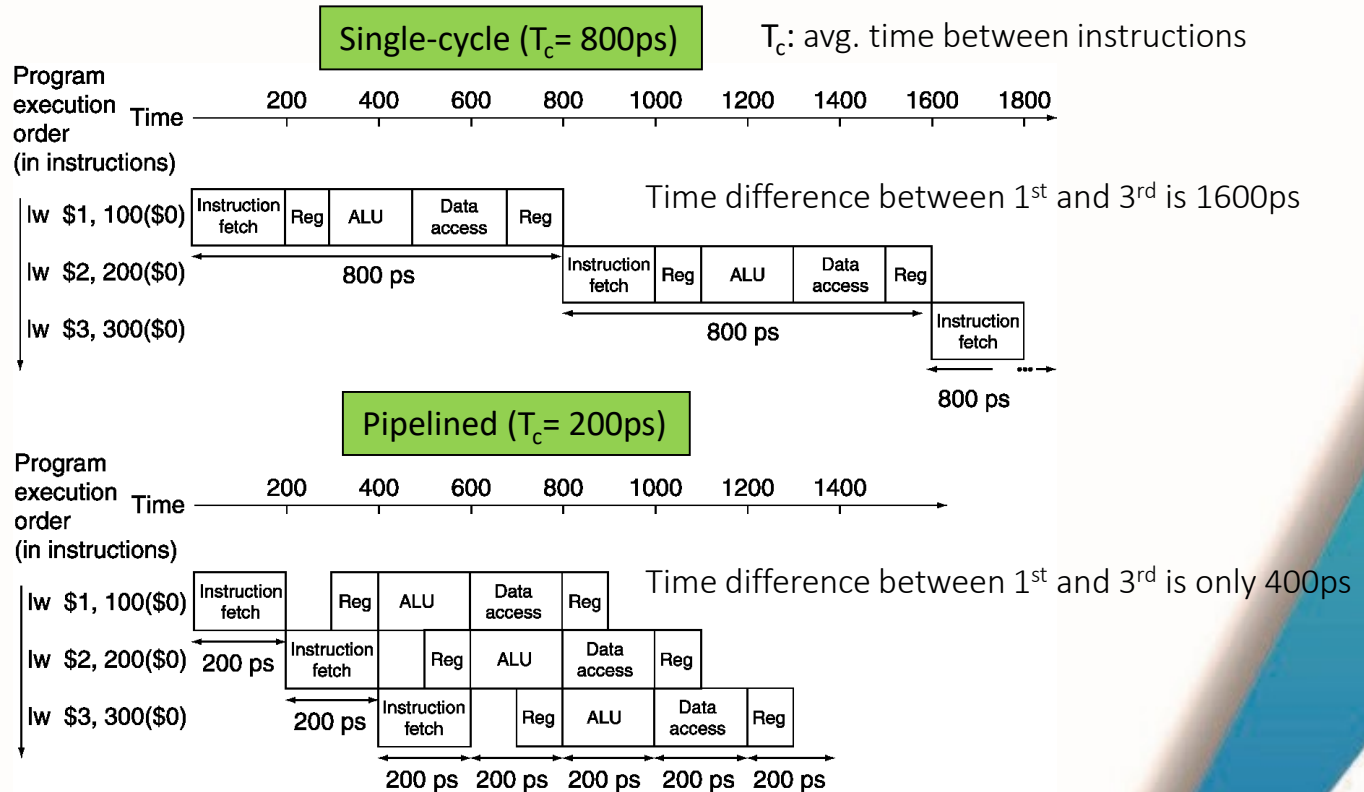 Single-cycle (Tc= 800ps)
Tc: avg. time between instructions
Program
execution
order
(in instructions)
Time
200 400 600 800 1000 1200 1400 1600 1800
lw $1, 100($0)
Instruction
fetch
Reg
ALU
Data
access
Reg
Time difference between 1st and 3rd is 1600ps
800 ps
lw $2, 200($0)
Instruction
fetch
Reg
ALU
Data
access
Reg
800 ps
lw $3, 300($0)
Instruction
fetch
...
800 ps
Pipelined (Tc= 200ps)
Program
execution
order
(in instructions)
Time
200 400 600 800 1000 1200 1400
lw $1, 100($0)
Instruction
fetch
Reg
ALU
Data
access
Reg
Time difference between 1st and 3rd is only 400ps
200 ps
lw $2, 200($0)
Instruction
fetch
Reg
ALU
Data
access
Reg
200 ps
lw $3, 300($0)
Instruction
fetch
Reg
ALU
Data
access
Reg
200 ps 200 ps 200 ps 200 ps 200 ps